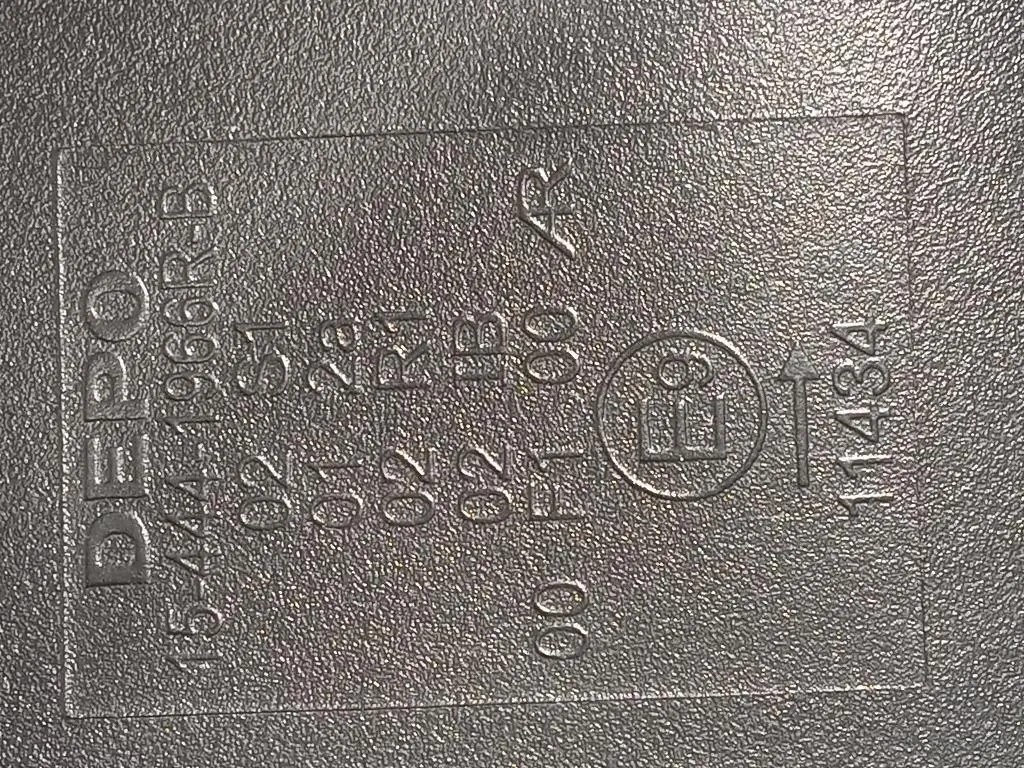 DEPO
15-444-1966R-B
02 S1
01 2a
02 R1
02 IB
00 F1 00 AR
E9
→
11434